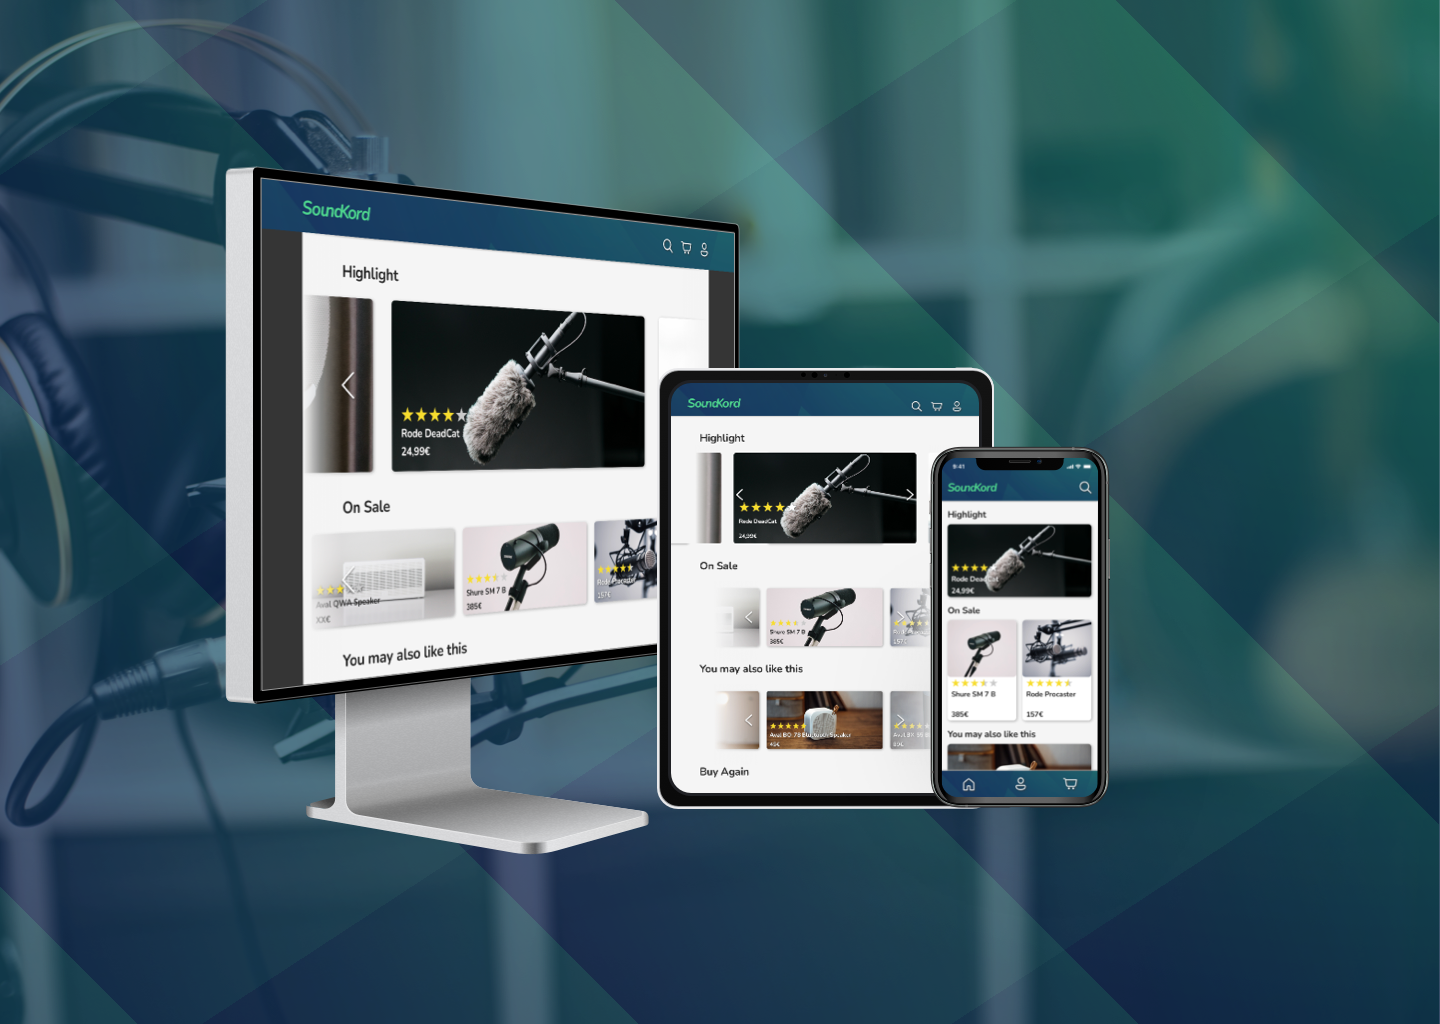 SoundKord
Highlight
Rode DeadCat
24,99€
On Sale
Aval QWA Speaker
XX€
Shure SM 7 B
385€
Rode Procaster
157€
You may also like this
SoundKord
Highlight
Rode DeadCat
24,99€
On Sale
Shure SM 7 B
385€
157€
You may also like this
Aval BO-78 Bluetooth Speaker
45€
Buy Again
9:41
SoundKord
Highlight
Rode DeadCat
24,99€
On Sale
Shure SM 7 B
385€
Rode Procaster
157€
You may also like this